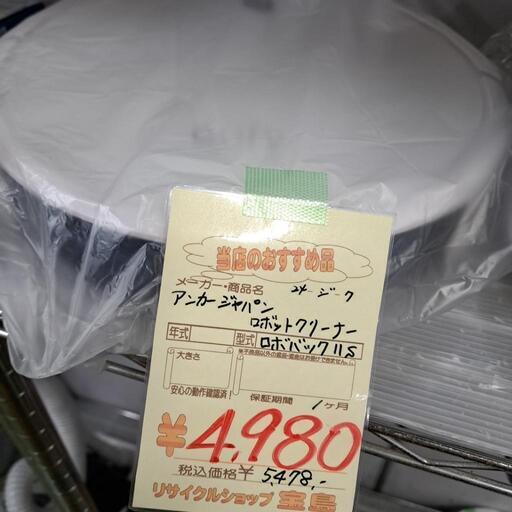 当店のおすすめ品
メーカー・商品名
24-ジ-7
アンカージャパン
ロボットクリーナー
年式
型式
ロボバック11S
大きさ
安心の動作確認済
保証期間
1ヶ月
¥4,980
税込価格¥ 5,478,-
リサイクルショップ 宝島